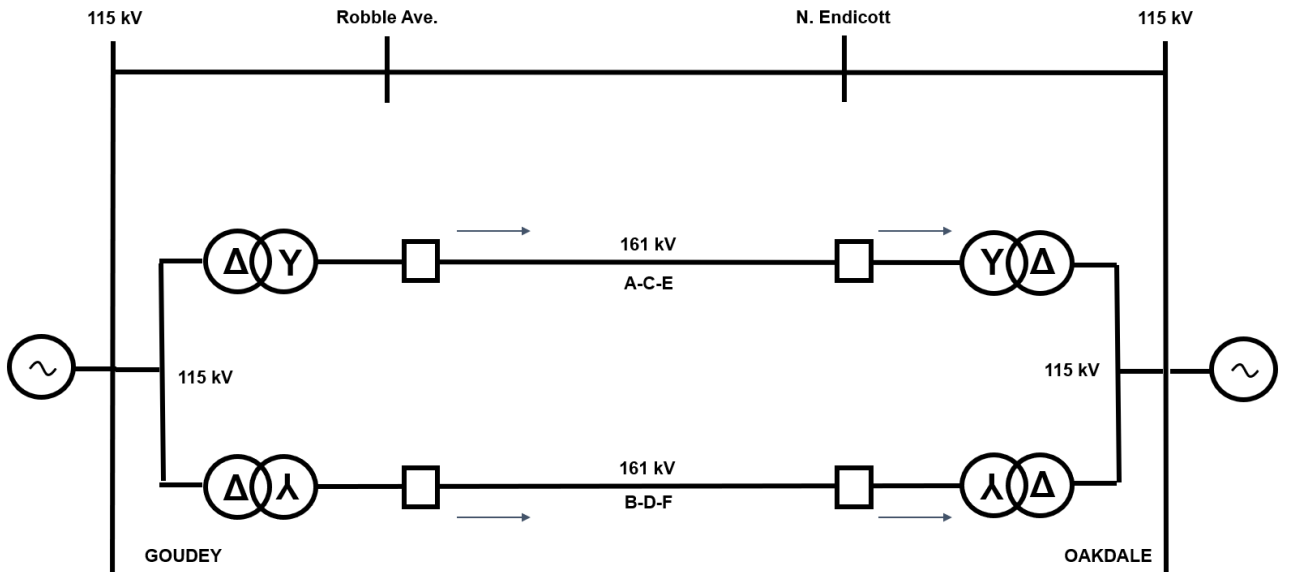 115 kV
Robble Ave.
N. Endicott
115 kV
Δ Y
161 kV
A-C-E
Y Δ
115 kV
115 kV
Δ Y
161 kV
B-D-F
Y Δ
GOUDEY
OAKDALE